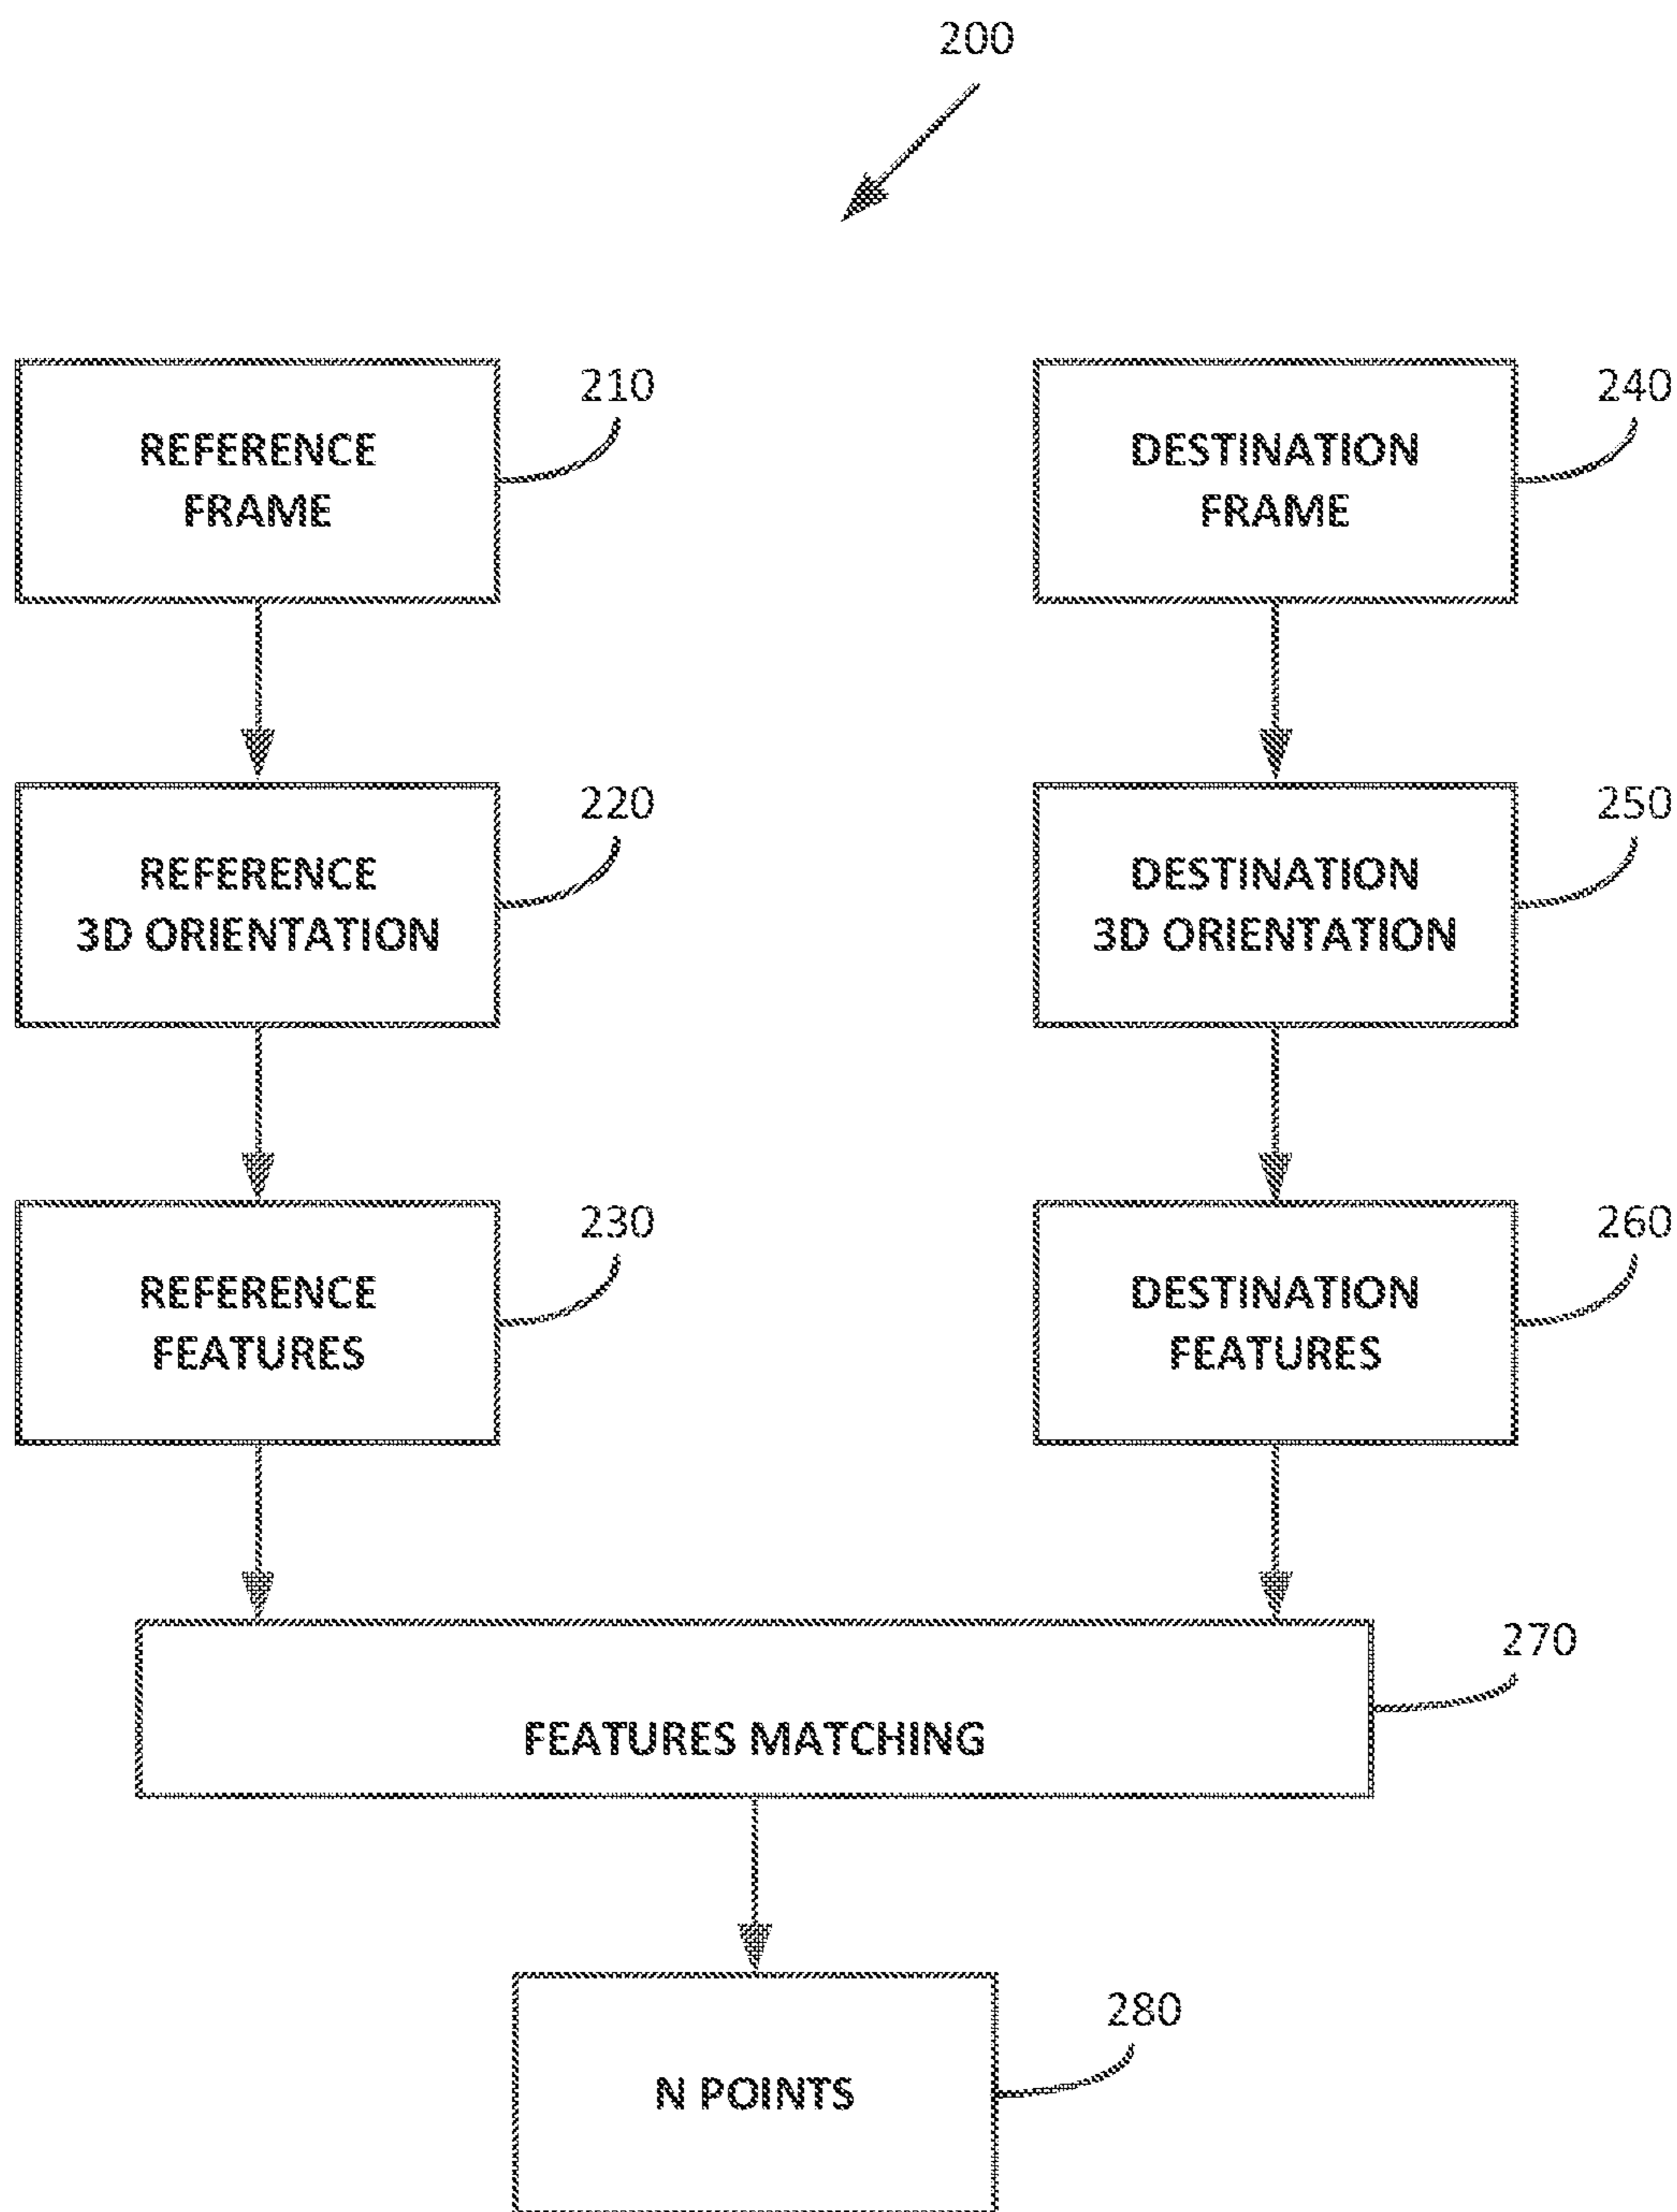 200
REFERENCE
FRAME
210
DESTINATION
FRAME
240
REFERENCE
3D ORIENTATION
220
DESTINATION
3D ORIENTATION
250
REFERENCE
FEATURES
230
DESTINATION
FEATURES
260
FEATURES MATCHING
270
N POINTS
280